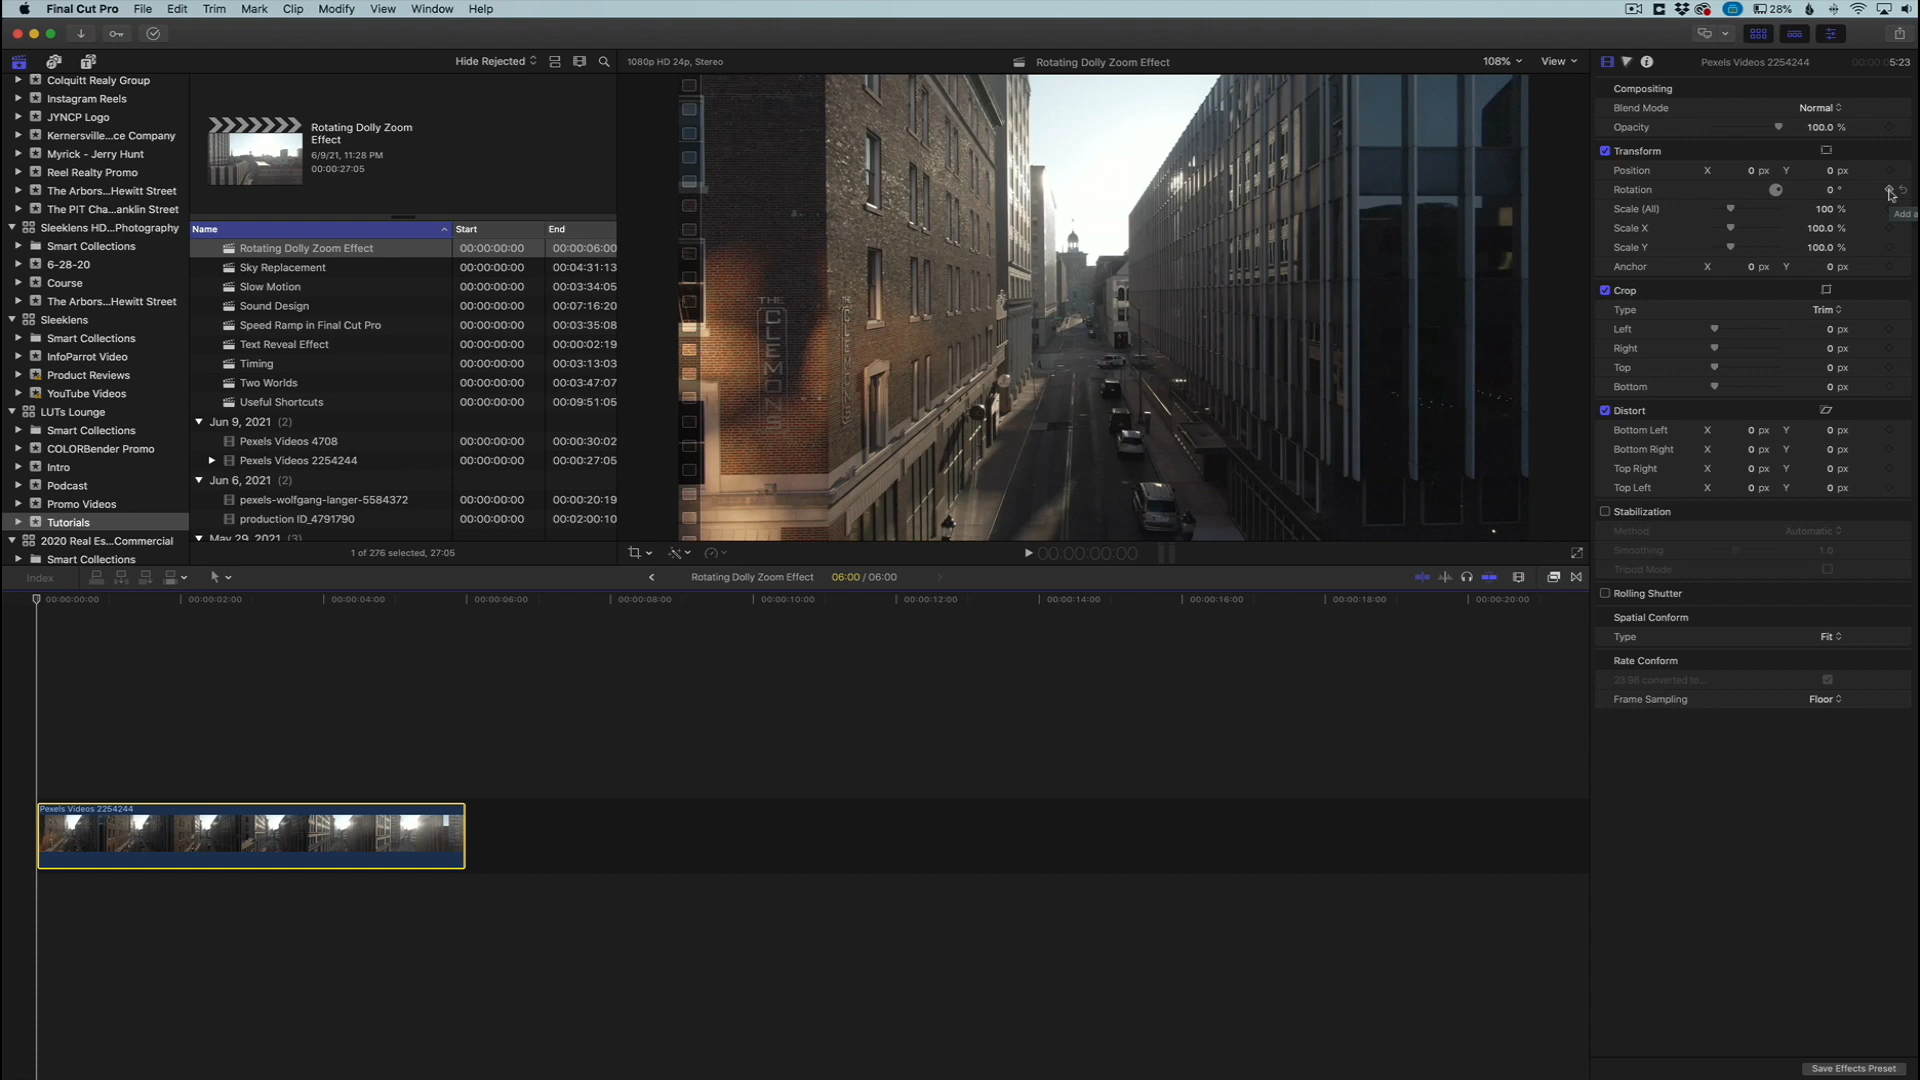 Final Cut Pro File Edit Trim Mark Clip Modify View Window Help 28%
Hide Rejected
1080p HD 24p, Stereo Rotating Dolly Zoom Effect 108% View
Pexels Videos 2254244 5:23
Colquitt Realy Group
Instagram Reels
JYNCP Logo
Kernersville...ce Company
Myrick - Jerry Hunt
Reel Realty Promo
The Arbors...Hewitt Street
The PIT Cha...anklin Street
Sleeklens HD...Photography
Smart Collections
6-28-20
Course
The Arbors...Hewitt Street
Sleeklens
Smart Collections
InfoParrot Video
Product Reviews
YouTube Videos
LUTs Lounge
Smart Collections
COLORBender Promo
Intro
Podcast
Promo Videos
Tutorials
2020 Real Es...Commercial
Smart Collections
Rotating Dolly Zoom
Effect
6/9/21, 11:28 PM
00:00:27:05
Name Start End
Rotating Dolly Zoom Effect 00:00:00:00 00:00:06:00
Sky Replacement 00:00:00:00 00:04:31:13
Slow Motion 00:00:00:00 00:03:34:05
Sound Design 00:00:00:00 00:07:16:20
Speed Ramp in Final Cut Pro 00:00:00:00 00:03:35:08
Text Reveal Effect 00:00:00:00 00:00:02:19
Timing 00:00:00:00 00:03:13:03
Two Worlds 00:00:00:00 00:03:47:07
Useful Shortcuts 00:00:00:00 00:09:51:05
Jun 9, 2021 (2)
Pexels Videos 4708 00:00:00:00 00:00:30:02
Pexels Videos 2254244 00:00:00:00 00:00:27:05
Jun 6, 2021 (2)
pexels-wolfgang-langer-5584372 00:00:00:00 00:00:20:19
production ID_4791790 00:00:00:00 00:02:00:10
May 29, 2021 (3)
1 of 276 selected, 27:05
THE
CLEMONS
THE
CLEMONS
00:00:00:00
Compositing
Blend Mode Normal
Opacity 100.0 %
Transform
Position X 0 px Y 0 px
Rotation 0 °
Add a
Scale (All) 100 %
Scale X 100.0 %
Scale Y 100.0 %
Anchor X 0 px Y 0 px
Crop
Type Trim
Left 0 px
Right 0 px
Top 0 px
Bottom 0 px
Distort
Bottom Left X 0 px Y 0 px
Bottom Right X 0 px Y 0 px
Top Right X 0 px Y 0 px
Top Left X 0 px Y 0 px
Stabilization
Method Automatic
Smoothing 1.0
Tripod Mode
Rolling Shutter
Spatial Conform
Type Fit
Rate Conform
23.98 converted to...
Frame Sampling Floor
Index Rotating Dolly Zoom Effect 06:00 / 06:00
00:00:00:00 00:00:02:00 00:00:04:00 00:00:06:00 00:00:08:00 00:00:10:00 00:00:12:00 00:00:14:00 00:00:16:00 00:00:18:00 00:00:20:00
Pexels Videos 2254244
Save Effects Preset